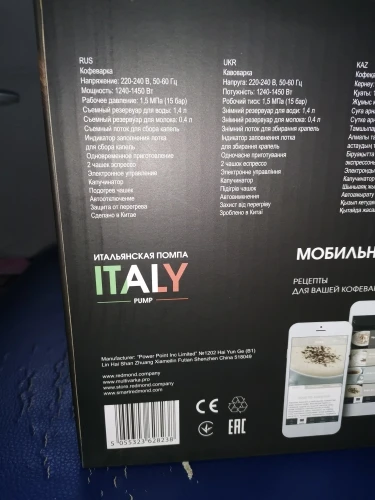 RUS
Кофеварка
Напряжение: 220-240 В, 50-60 Гц
Мощность: 1240-1450 Вт
Рабочее давление: 1,5 МПа (15 бар)
Съемный резервуар для воды: 1,4 л
Съемный резервуар для молока: 0,4 л
Съемный лоток для сбора капель
Индикатор заполнения лотка
для сбора капель
Одновременное приготовление
2 чашек эспрессо
Электронное управление
Капучинатор
Подогрев чашек
Автоотключение
Защита от перегрева
Сделано в Китае
UKR
Кавоварка
Напруга: 220-240 В, 50-60 Гц
Потужність: 1240-1450 Вт
Робочий тиск: 1,5 МПа (15 бар)
Знімний резервуар для води: 1,4 л
Знімний резервуар для молока: 0,4 л
Знімний лоток для збирання крапель
Індикатор заповнення лотка
для збирання крапель
Одночасне приготування
2 чашок эспресо
Электронне управління
Капучинатор
Підігрів чашок
Автовимкнення
Захист від перегріву
Зроблено в Китаї
KAZ
Кофеқайнатқы
ИТАЛЬЯНСКАЯ ПОМПА
ITALY
PUMP
МОБИЛЬН
РЕЦЕПТЫ
ДЛЯ ВАШЕЙ КОФЕВА
Manufacturer: "Power Point Inc Limited" №1202 Hai Yun Ge (B1)
Lin Hai Shan Zhuang Xiameilin Futian Shenzhen China 518049
www.redmond.company
www.multivarka.pro
www.store.redmond.company
www.smartredmond.com
CE
EAC
5 055323 628238